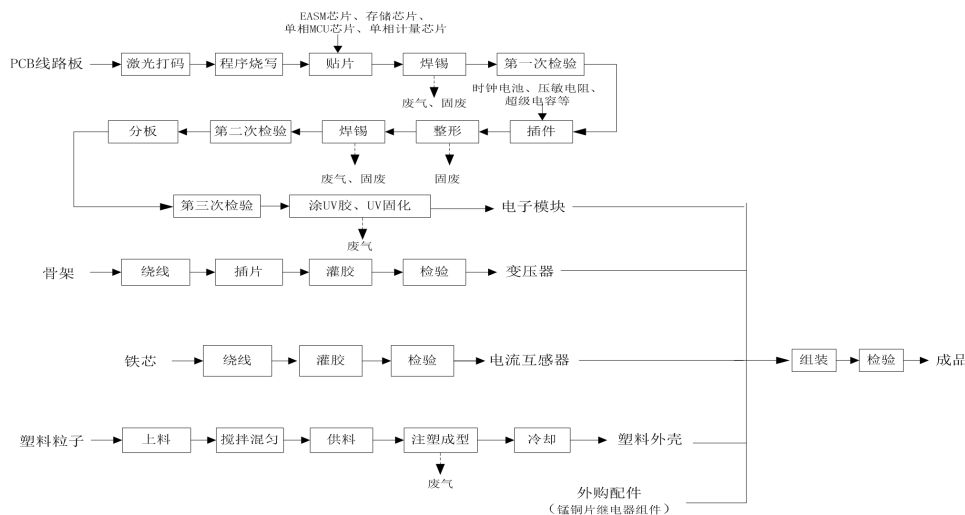 EASM芯片、存储芯片、
单相MCU芯片、单相计量芯片
PCB线路板
激光打码
程序烧写
贴片
焊锡
第一次检验
废气、固废
时钟电池、压敏电阻、
超级电容等
分板
第二次检验
焊锡
整形
插件
废气、固废
固废
第三次检验
涂UV胶、UV固化
电子模块
废气
骨架
绕线
插片
灌胶
检验
变压器
铁芯
绕线
灌胶
检验
电流互感器
组装
检验
成品
塑料粒子
上料
搅拌混匀
供料
注塑成型
冷却
塑料外壳
废气
外购配件
（锰铜片继电器组件）